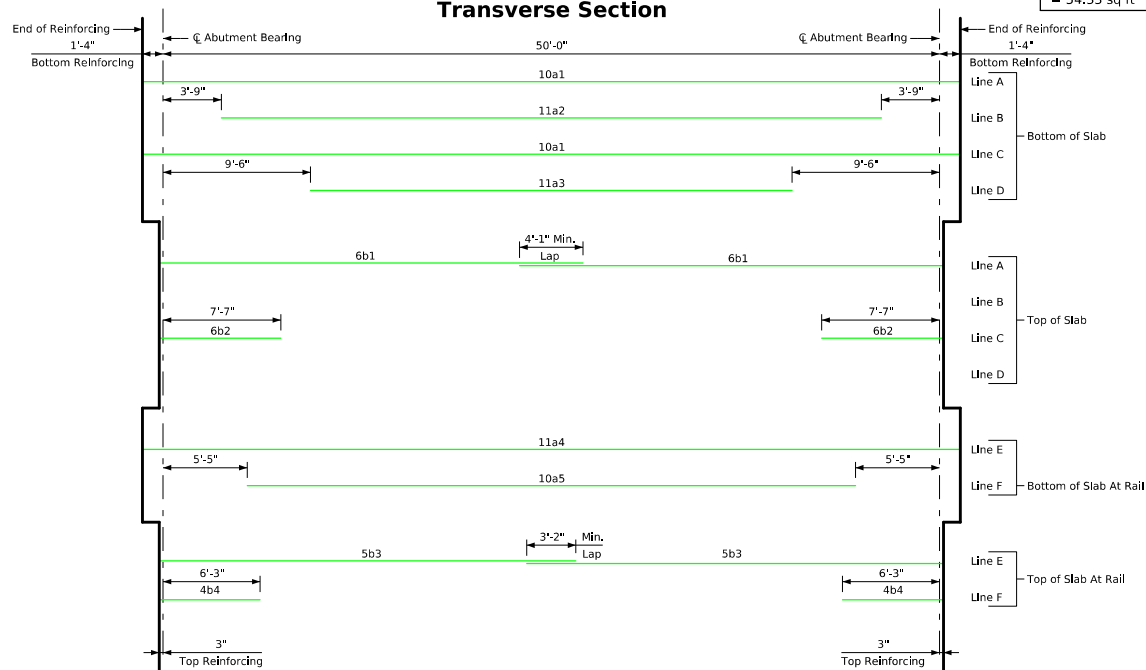 Transverse Section
= 34.33 sq ft
End of Reinforcing
℄ Abutment Bearing
℄ Abutment Bearing
End of Reinforcing
1'-4"
50'-0"
1'-4"
Bottom Reinforcing
Bottom Reinforcing
10a1
Line A
3'-9"
3'-9"
11a2
Line B
Bottom of Slab
10a1
Line C
9'-6"
9'-6"
11a3
Line D
4'-1" Min.
Lap
6b1
6b1
Line A
Line B
7'-7"
7'-7"
Top of Slab
6b2
6b2
Line C
Line D
11a4
Line E
5'-5"
5'-5"
10a5
Line F
Bottom of Slab At Rail
3'-2" Min.
Lap
5b3
5b3
Line E
6'-3"
6'-3"
Top of Slab At Rail
4b4
4b4
Line F
3"
3"
Top Reinforcing
Top Reinforcing